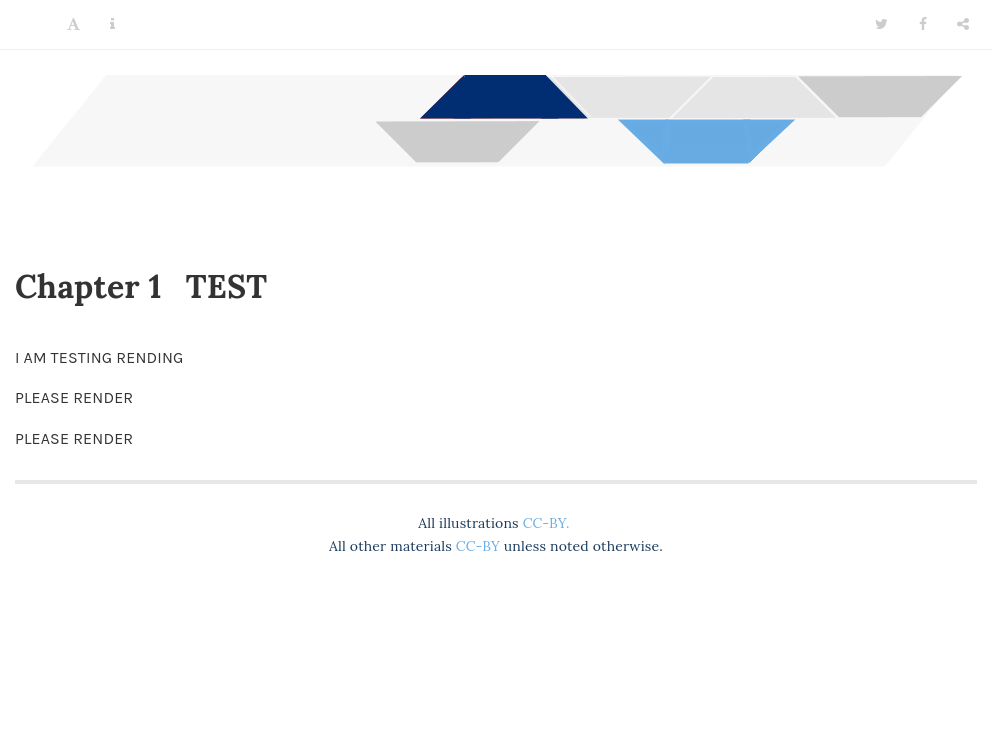 Chapter 1 TEST
I AM TESTING RENDING
PLEASE RENDER
PLEASE RENDER
All illustrations CC-BY.
All other materials CC-BY unless noted otherwise.